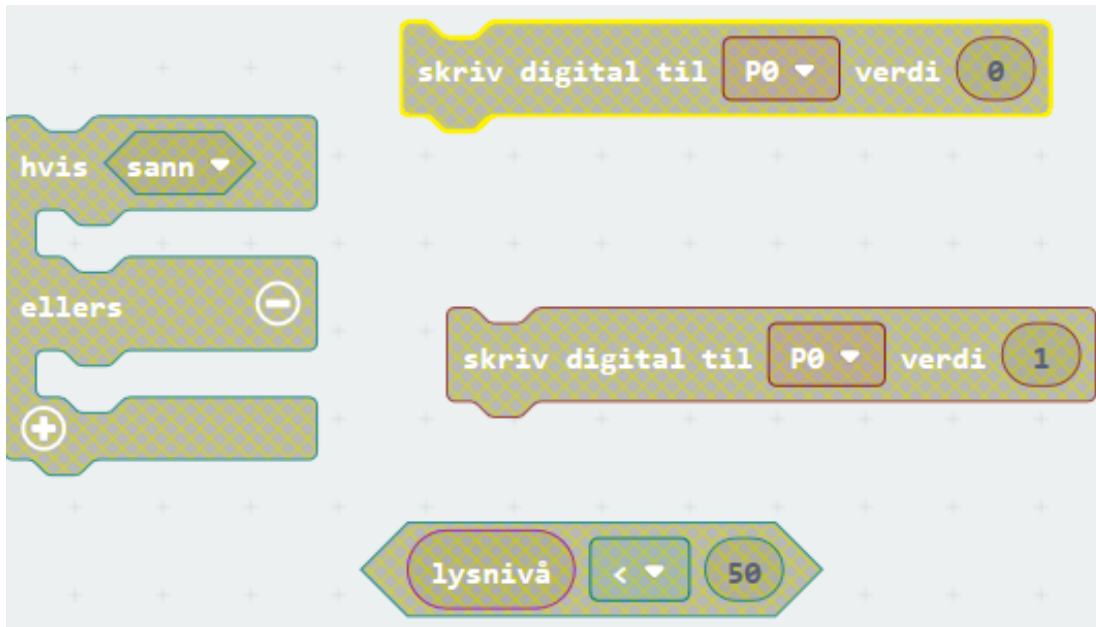 skriv digital til P0 verdi 0
hvis sann
ellers
skriv digital til P0 verdi 1
lysnivå < 50